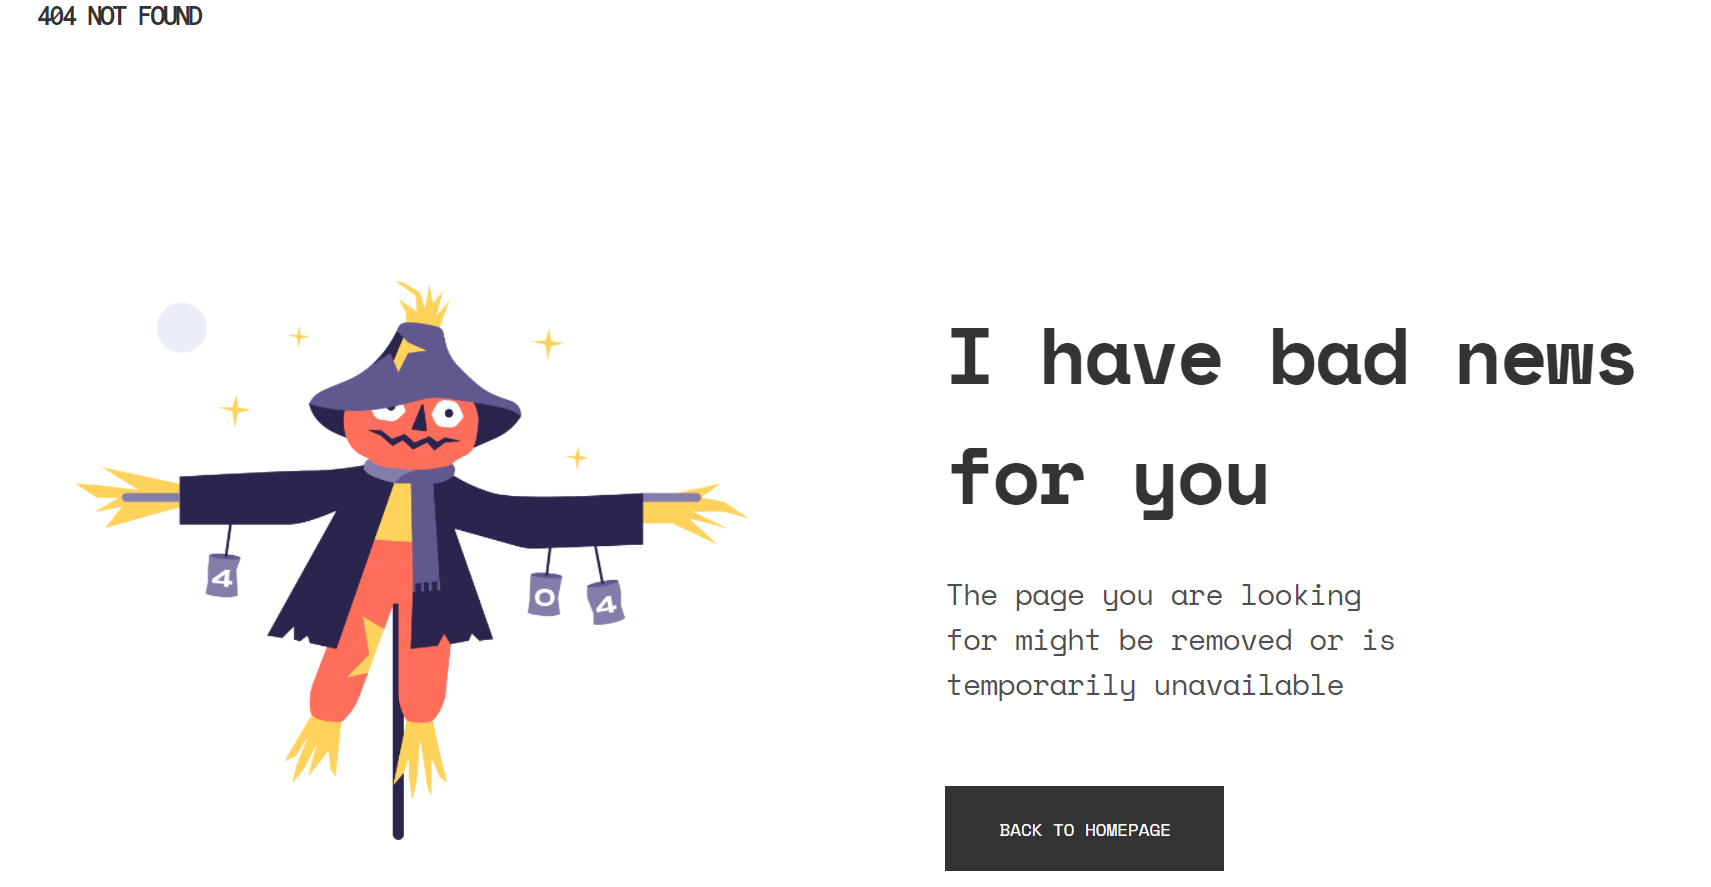 404 NOT FOUND
I have bad news
for you
4
0
4
The page you are looking
for might be removed or is
temporarily unavailable
BACK TO HOMEPAGE